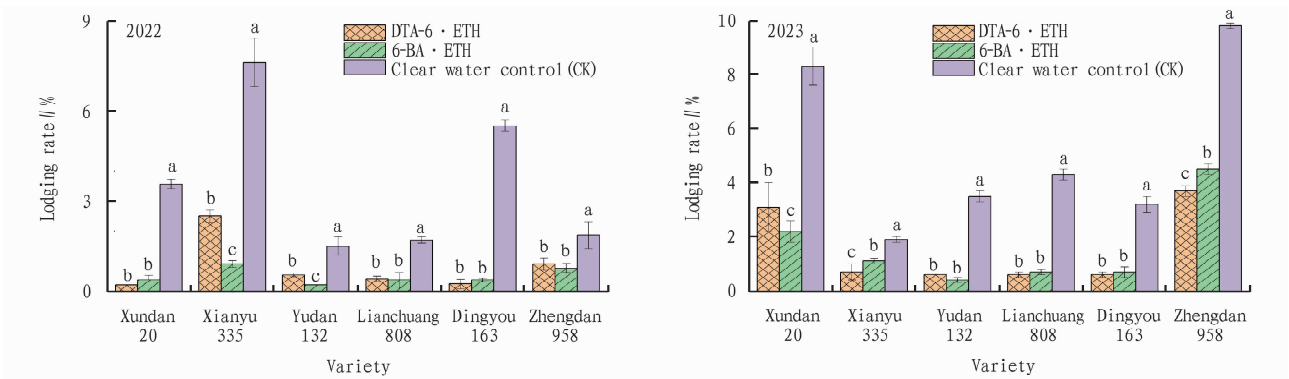 2022
DTA-6・ETH
6-BA・ETH
Clear water control(CK)
Lodging rate∥%
9
6
3
0
b b a
b c a
b c a
b b a
b b a
b b a
Xundan 20
Xianyu 335
Yudan 132
Lianchuang 808
Dingyou 163
Zhengdan 958
Variety
2023
DTA-6・ETH
6-BA・ETH
Clear water control(CK)
Lodging rate∥%
10
8
6
4
2
0
b c a
c b a
b b a
b b a
b b a
c b a
Xundan 20
Xianyu 335
Yudan 132
Lianchuang 808
Dingyou 163
Zhengdan 958
Variety